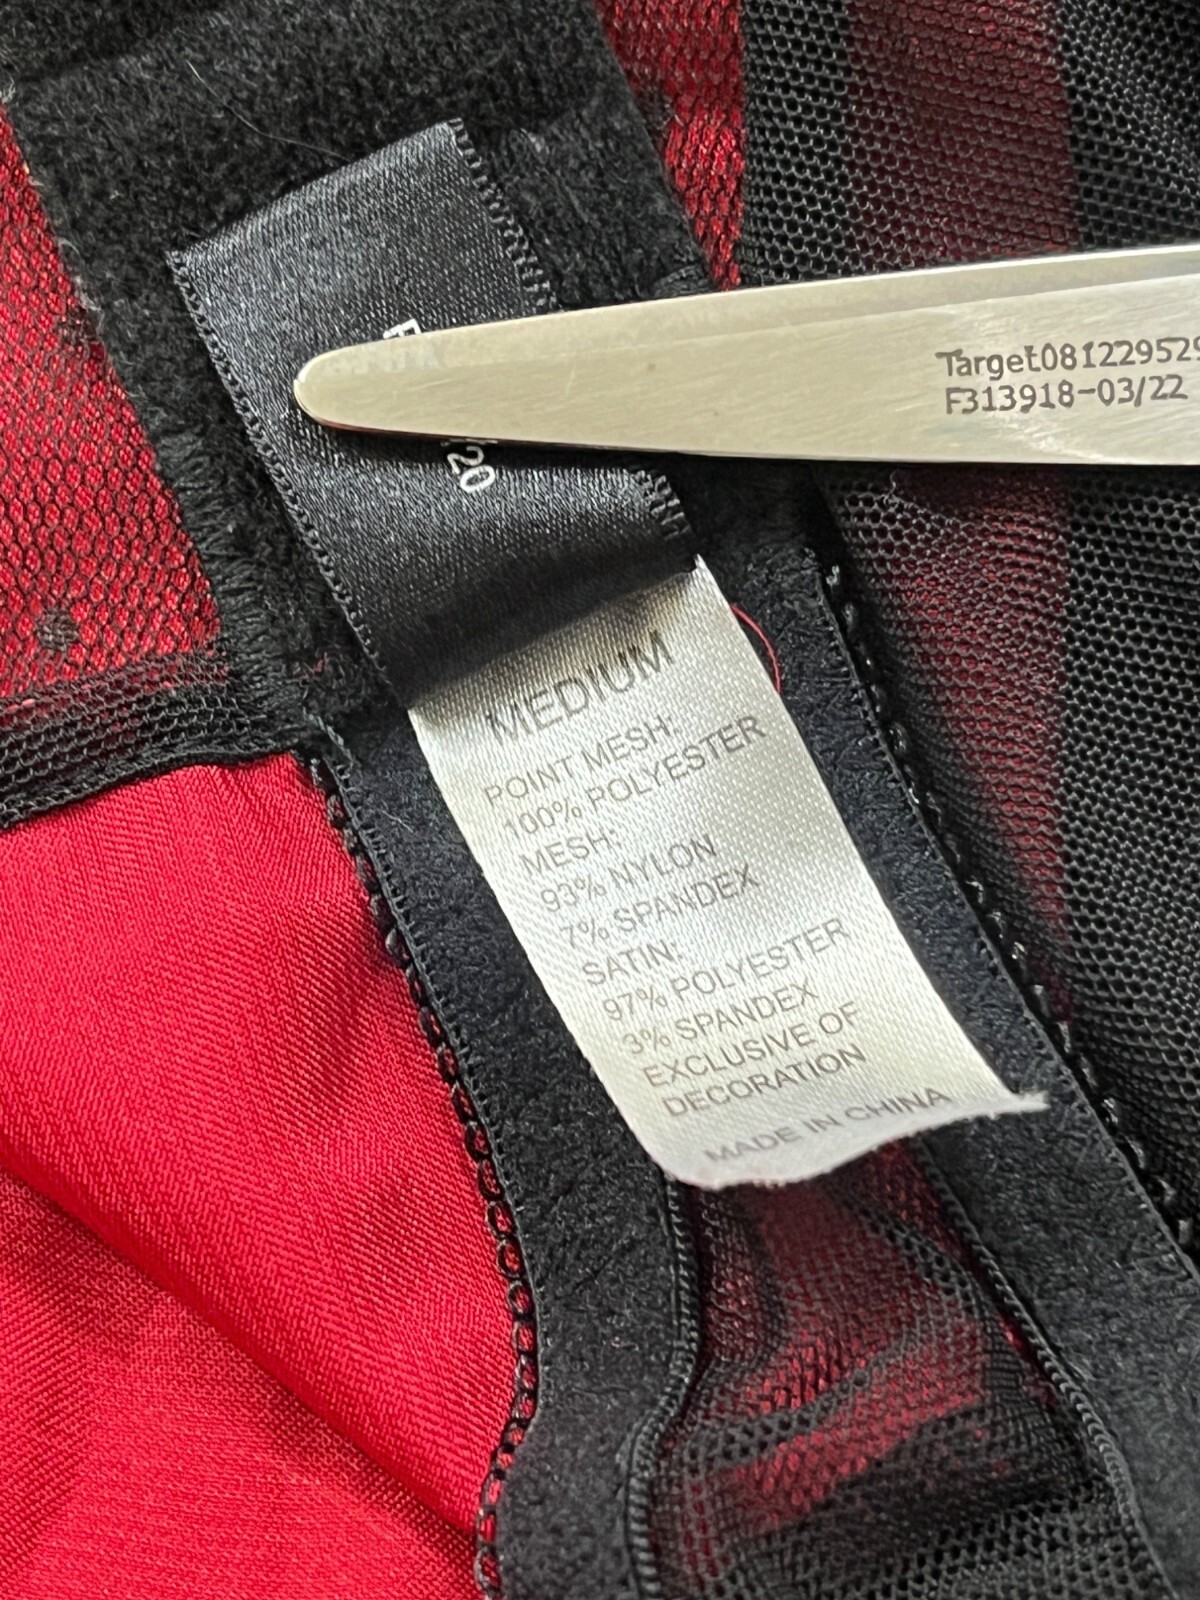 Target081229529
F313918-03/22
20
MEDIUM
POINT MESH:
100% POLYESTER
MESH:
93% NYLON
7% SPANDEX
SATIN:
97% POLYESTER
3% SPANDEX
EXCLUSIVE OF
DECORATION
MADE IN CHINA